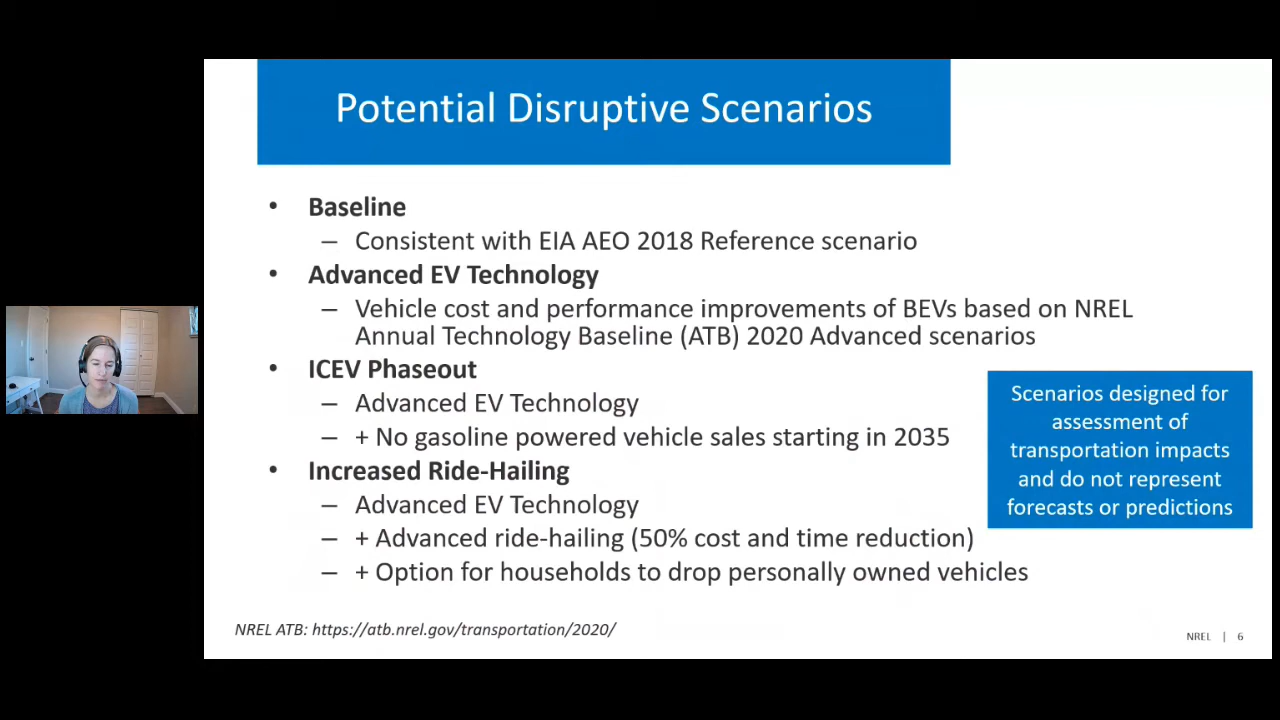 Potential Disruptive Scenarios
• Baseline
– Consistent with EIA AEO 2018 Reference scenario
• Advanced EV Technology
– Vehicle cost and performance improvements of BEVs based on NREL
Annual Technology Baseline (ATB) 2020 Advanced scenarios
• ICEV Phaseout
– Advanced EV Technology
– + No gasoline powered vehicle sales starting in 2035
• Increased Ride-Hailing
– Advanced EV Technology
– + Advanced ride-hailing (50% cost and time reduction)
– + Option for households to drop personally owned vehicles
Scenarios designed for
assessment of
transportation impacts
and do not represent
forecasts or predictions
NREL ATB: https://atb.nrel.gov/transportation/2020/
NREL | 6